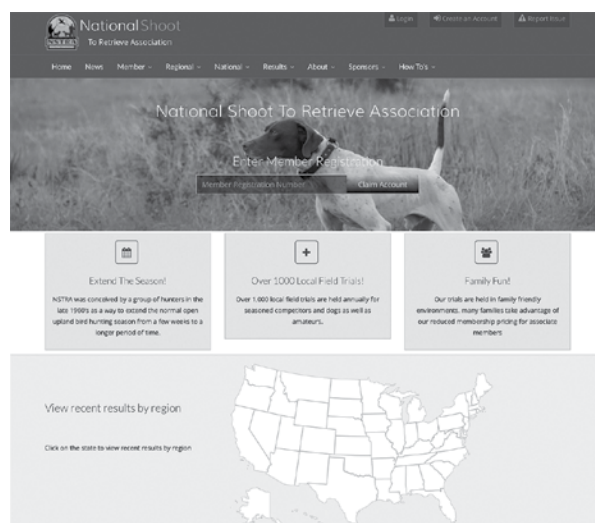 National Shoot
To Retrieve Association
NSTRA
Login
Create an Account
Report Issue
Home News Member Regional National Results About Sponsors How To's
National Shoot To Retrieve Association
Enter Member Registration
Member Registration Number
Claim Account
Extend The Season!
NSTRA was conceived by a group of hunters in the
late 1960's as a way to extend the normal open
upland bird hunting season from a few weeks to a
longer period of time.
Over 1000 Local Field Trials!
Over 1,000 local field trials are held annually for
seasoned competitors and dogs as well as
amateurs.
Family Fun!
Our trials are held in family friendly
environments, many families take advantage of
our reduced membership pricing for associate
members
View recent results by region
Click on the state to view recent results by region